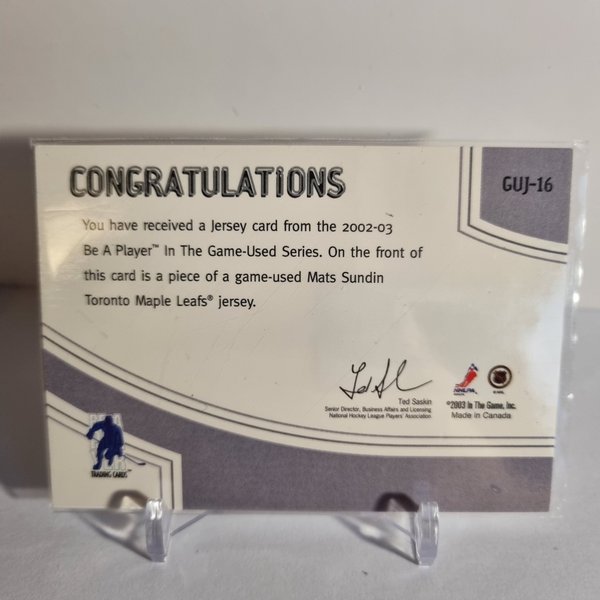 CONGRATULATIONS
GUJ-16
You have received a Jersey card from the 2002-03
Be A Player™ In The Game-Used Series. On the front of
this card is a piece of a game-used Mats Sundin
Toronto Maple Leafs® jersey.
Ted Saskin
Senior Director, Business Affairs and Licensing
National Hockey League Players' Association
NHLPA
©2003 In The Game, Inc.
Made in Canada
TRADING CARDS™